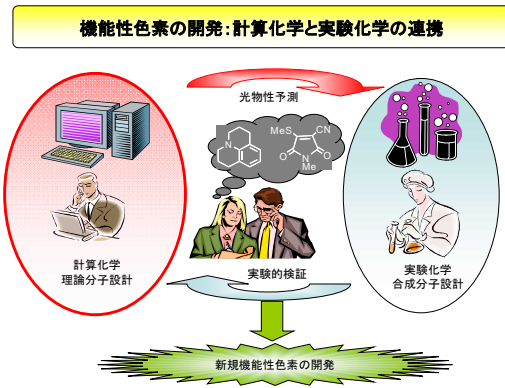 機能性色素の開発：計算化学と実験化学の連携
光物性予測
MeS
CN
N
O
N
O
Me
計算化学
理論分子設計
実験的検証
実験化学
合成分子設計
新規機能性色素の開発